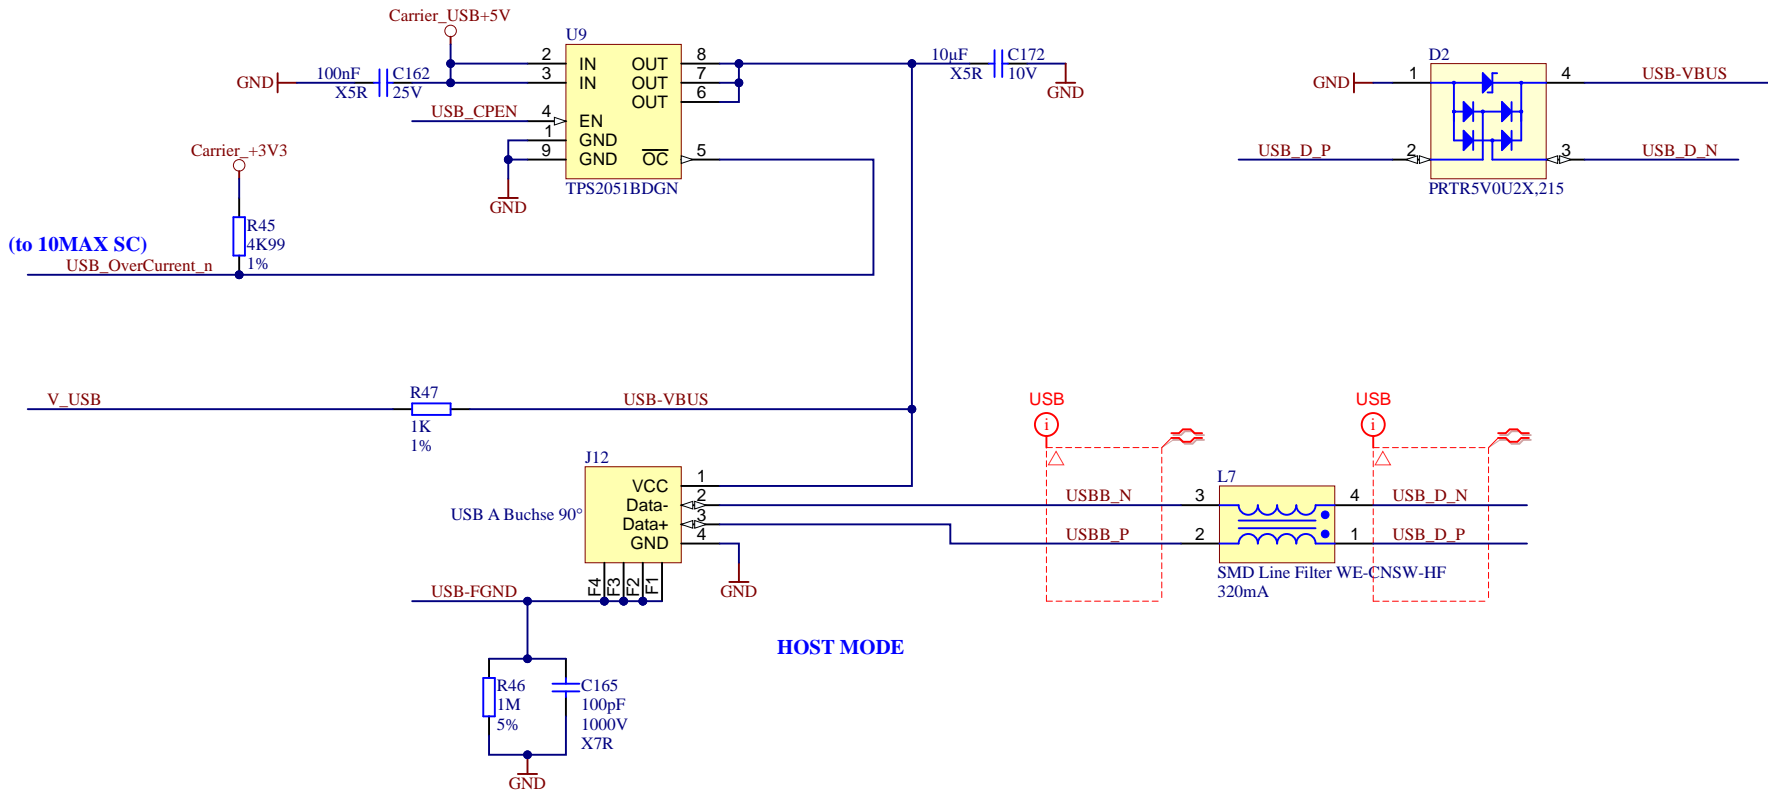 Carrier_USB+5V
U9
2 IN OUT 8
3 IN OUT 7
OUT 6
4 EN
1 GND
9 GND OC 5
TPS2051BDGN
GND
100nF C162
X5R 25V
USB_CPEN
GND
10µF C172
X5R 10V
GND
D2
GND 1 4 USB-VBUS
USB_D_P 2 3 USB_D_N
PRTR5V0U2X,215
Carrier_+3V3
R45
4K99
1%
(to 10MAX SC)
USB_OverCurrent_n
V_USB
R47
1K
1%
USB-VBUS
J12
USB A Buchse 90°
VCC 1
Data- 2
Data+ 3
GND 4
F4 F3 F2 F1
GND
USB
i
USB
i
L7
USBB_N 3 4 USB_D_N
USBB_P 2 1 USB_D_P
SMD Line Filter WE-CNSW-HF
320mA
USB-FGND
HOST MODE
R46
1M
5%
C165
100pF
1000V
X7R
GND